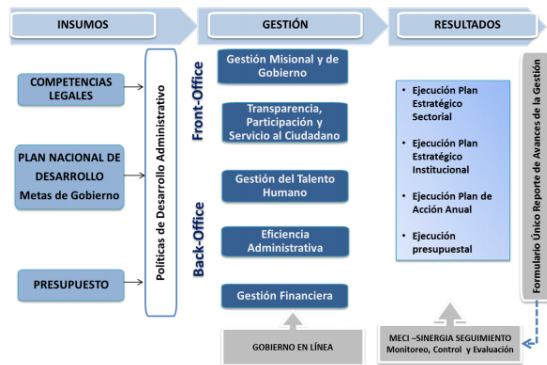 INSUMOS
GESTIÓN
RESULTADOS
COMPETENCIAS
LEGALES
PLAN NACIONAL DE
DESARROLLO
Metas de Gobierno
PRESUPUESTO
Políticas de Desarrollo Administrativo
Front-Office
Back-Office
Gestión Misional y de
Gobierno
Transparencia,
Participación y
Servicio al Ciudadano
Gestión del Talento
Humano
Eficiencia
Administrativa
Gestión Financiera
GOBIERNO EN LÍNEA
• Ejecución Plan
Estratégico
Sectorial
• Ejecución Plan
Estratégico
Institucional
• Ejecución Plan de
Acción Anual
• Ejecución
presupuestal
MECI –SINERGIA SEGUIMIENTO
Monitoreo, Control y Evaluación
Formulario Único Reporte de Avances de la Gestión